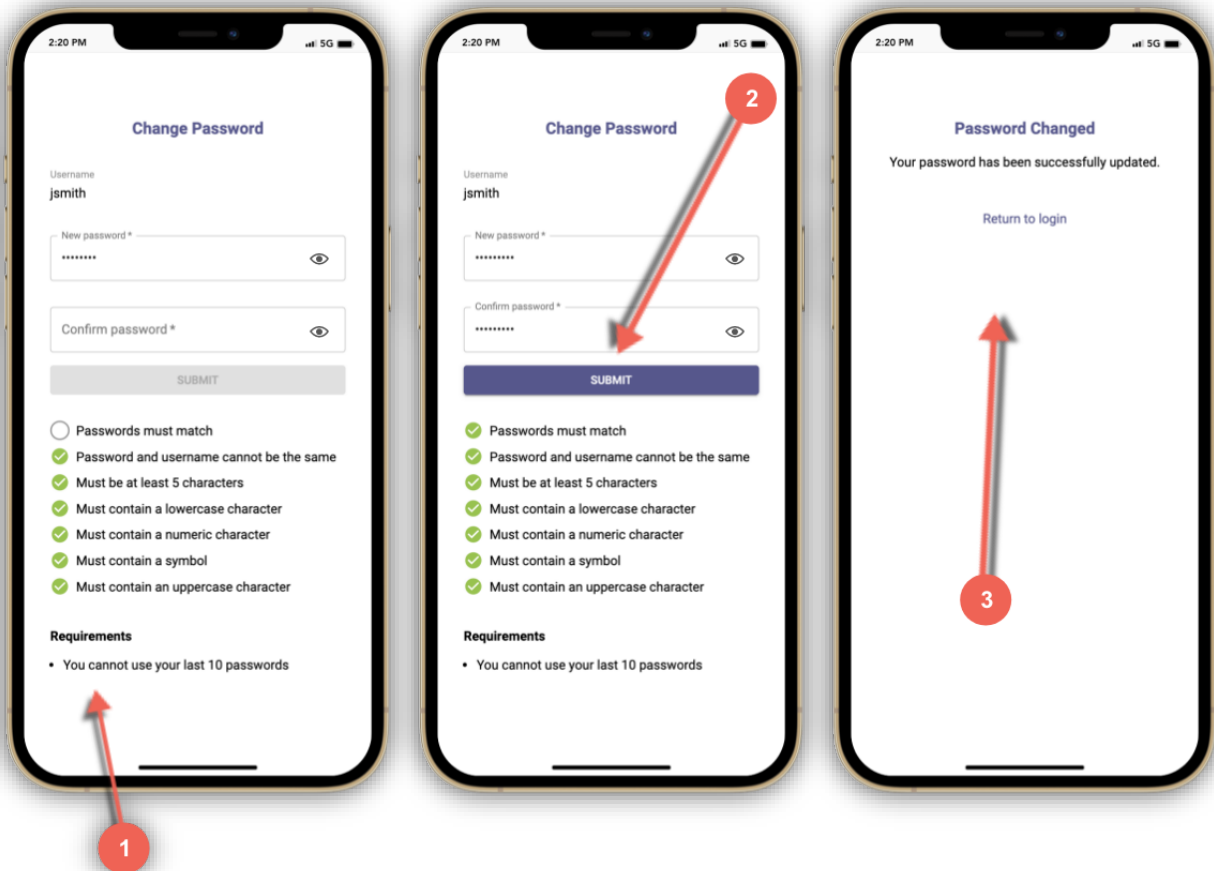 2:20 PM
5G
Change Password
Username
jsmith
New password *
••••••••
Confirm password *
SUBMIT
Passwords must match
Password and username cannot be the same
Must be at least 5 characters
Must contain a lowercase character
Must contain a numeric character
Must contain a symbol
Must contain an uppercase character
Requirements
• You cannot use your last 10 passwords
1
2:20 PM
5G
2
Change Password
Username
jsmith
New password *
•••••••••
Confirm password *
•••••••••
SUBMIT
Passwords must match
Password and username cannot be the same
Must be at least 5 characters
Must contain a lowercase character
Must contain a numeric character
Must contain a symbol
Must contain an uppercase character
Requirements
• You cannot use your last 10 passwords
2:20 PM
5G
Password Changed
Your password has been successfully updated.
Return to login
3